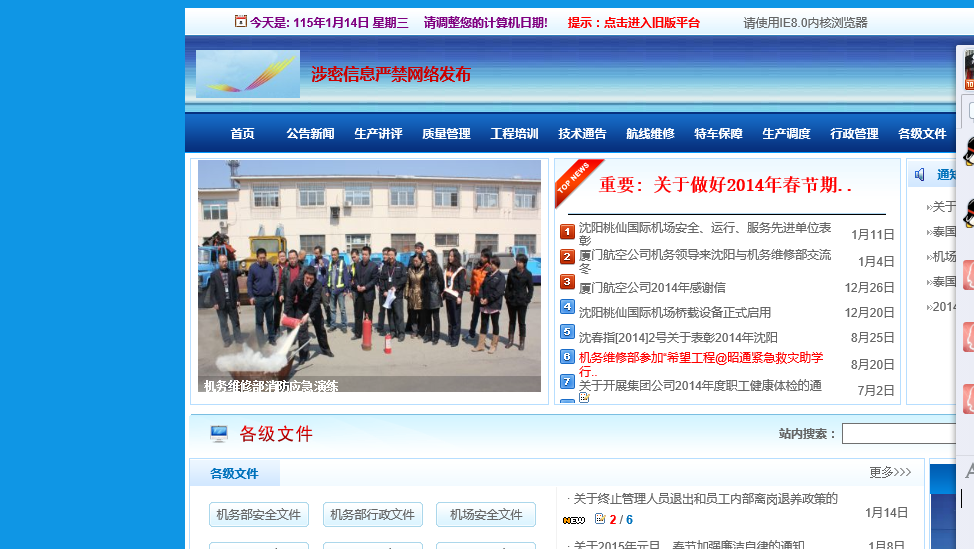 今天是: 115年1月14日 星期三 请调整您的计算机日期! 提示：点击进入旧版平台 请使用IE8.0内核浏览器
涉密信息严禁网络发布
首页 公告新闻 生产讲评 质量管理 工程培训 技术通告 航线维修 特车保障 生产调度 行政管理 各级文件
机务维修部消防应急演练
TOP NEWS
重要: 关于做好2014年春节期..
1 沈阳桃仙国际机场安全、运行、服务先进单位表
彰 1月11日
2 厦门航空公司机务领导来沈阳与机务维修部交流
冬 1月4日
3 厦门航空公司2014年感谢信 12月26日
4 沈阳桃仙国际机场桥载设备正式启用 12月20日
5 沈春指[2014]2号关于表彰2014年沈阳 8月25日
6 机务维修部参加"希望工程@昭通紧急救灾助学
行.. 8月20日
7 关于开展集团公司2014年度职工健康体检的通 7月2日
通知
关于
泰国
机场
泰国
2014
各级文件
站内搜索：
各级文件 更多>>>
机务部安全文件 机务部行政文件 机场安全文件
· 关于终止管理人员退出和员工内部离岗退养政策的
NEW 2 / 6 1月14日
· 关于2015年元旦、春节加强廉洁自律的通知 1月8日